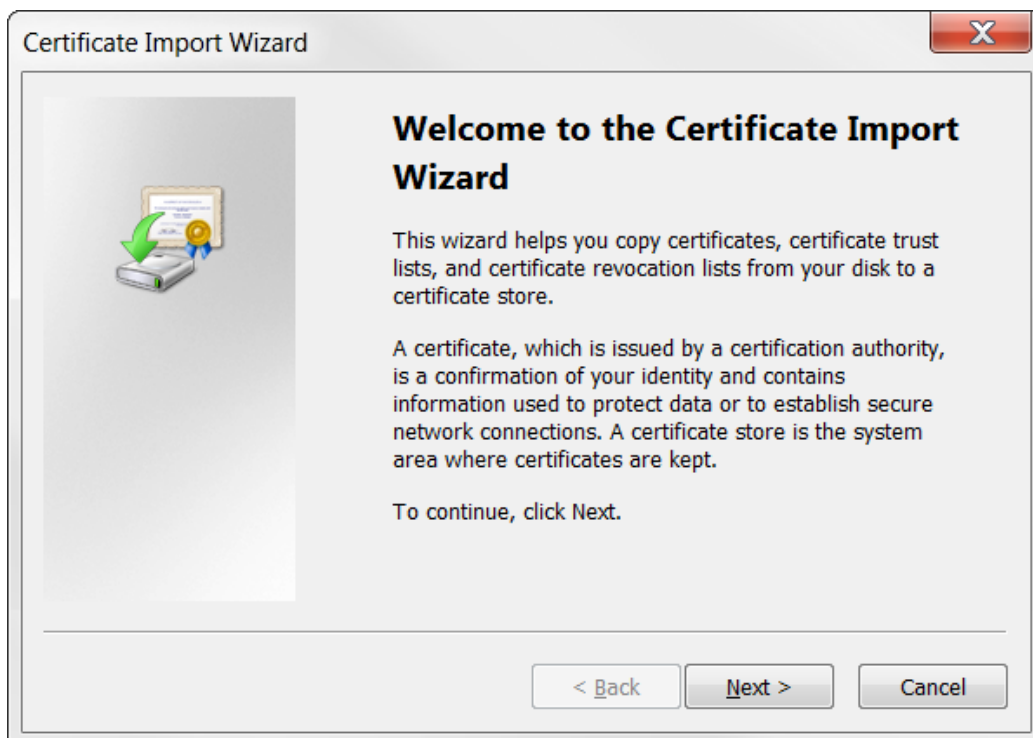 Certificate Import Wizard
X
Welcome to the Certificate Import
Wizard
This wizard helps you copy certificates, certificate trust
lists, and certificate revocation lists from your disk to a
certificate store.
A certificate, which is issued by a certification authority,
is a confirmation of your identity and contains
information used to protect data or to establish secure
network connections. A certificate store is the system
area where certificates are kept.
To continue, click Next.
< Back Next > Cancel